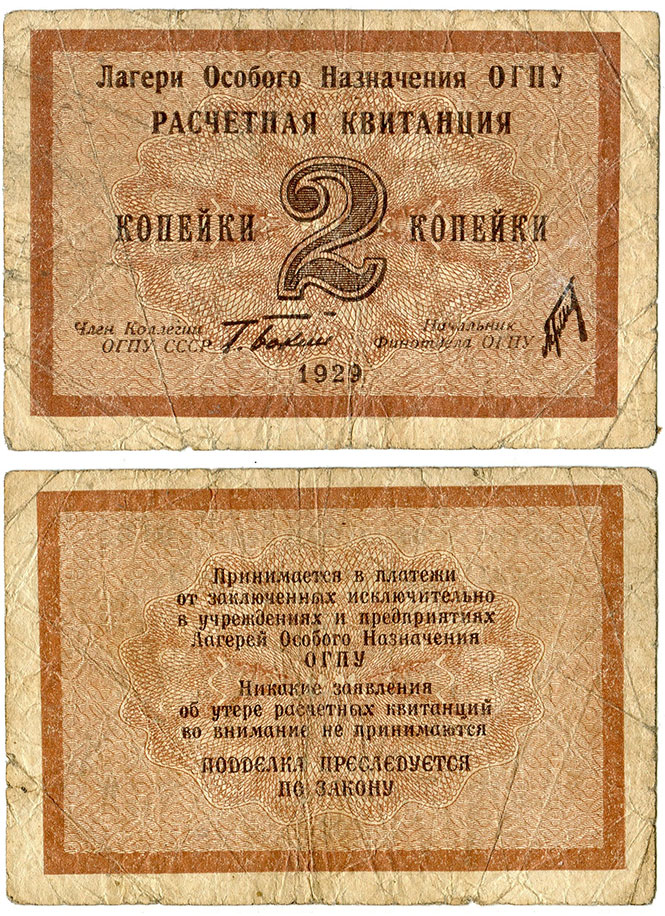 Лагери Особого Назначения ОГПУ
РАСЧЕТНАЯ КВИТАНЦИЯ
КОПЕЙКИ 2 КОПЕЙКИ
Член Коллегии
ОГПУ СССР
Начальник
Финотдела ОГПУ
1929
Принимается в платежи
от заключенных исключительно
в учреждениях и предприятиях
Лагерей Особого Назначения
ОГПУ
Никакие заявления
об утере расчетных квитанций
во внимание не принимаются
ПОДДЕЛКА ПРЕСЛЕДУЕТСЯ
ПО ЗАКОНУ